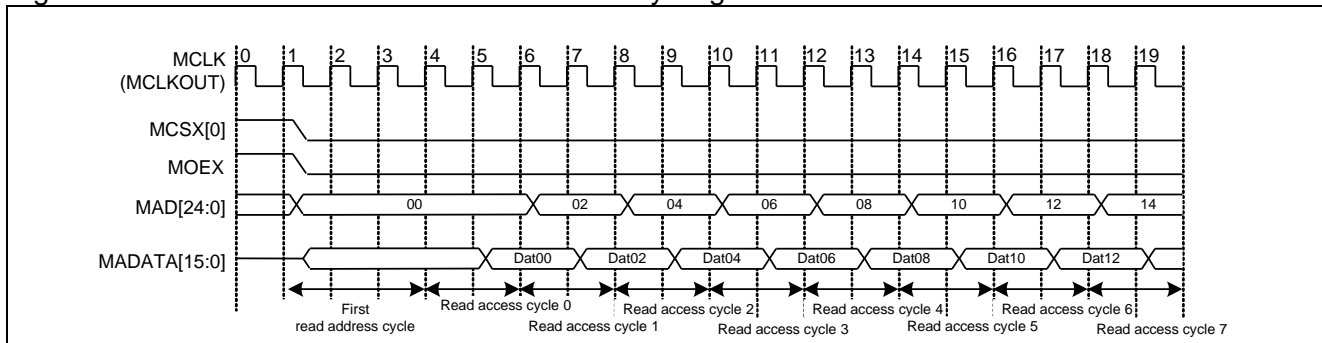 MCLK
(MCLKOUT)
0 1 2 3 4 5 6 7 8 9 10 11 12 13 14 15 16 17 18 19
MCSX[0]
MOEX
MAD[24:0]
00 02 04 06 08 10 12 14
MADATA[15:0]
Dat00 Dat02 Dat04 Dat06 Dat08 Dat10 Dat12
First
read address cycle
Read access cycle 0
Read access cycle 1
Read access cycle 2
Read access cycle 3
Read access cycle 4
Read access cycle 5
Read access cycle 6
Read access cycle 7